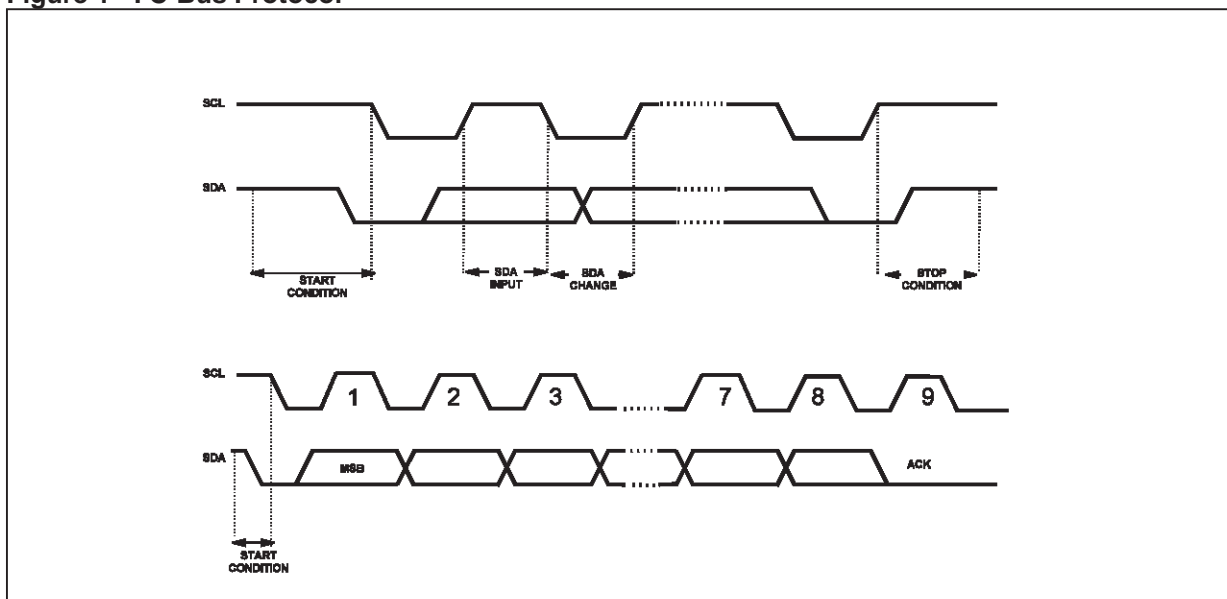 SCL
SDA
START
CONDITION
SDA
INPUT
SDA
CHANGE
STOP
CONDITION
SCL
1 2 3 7 8 9
SDA
MSB
ACK
START
CONDITION